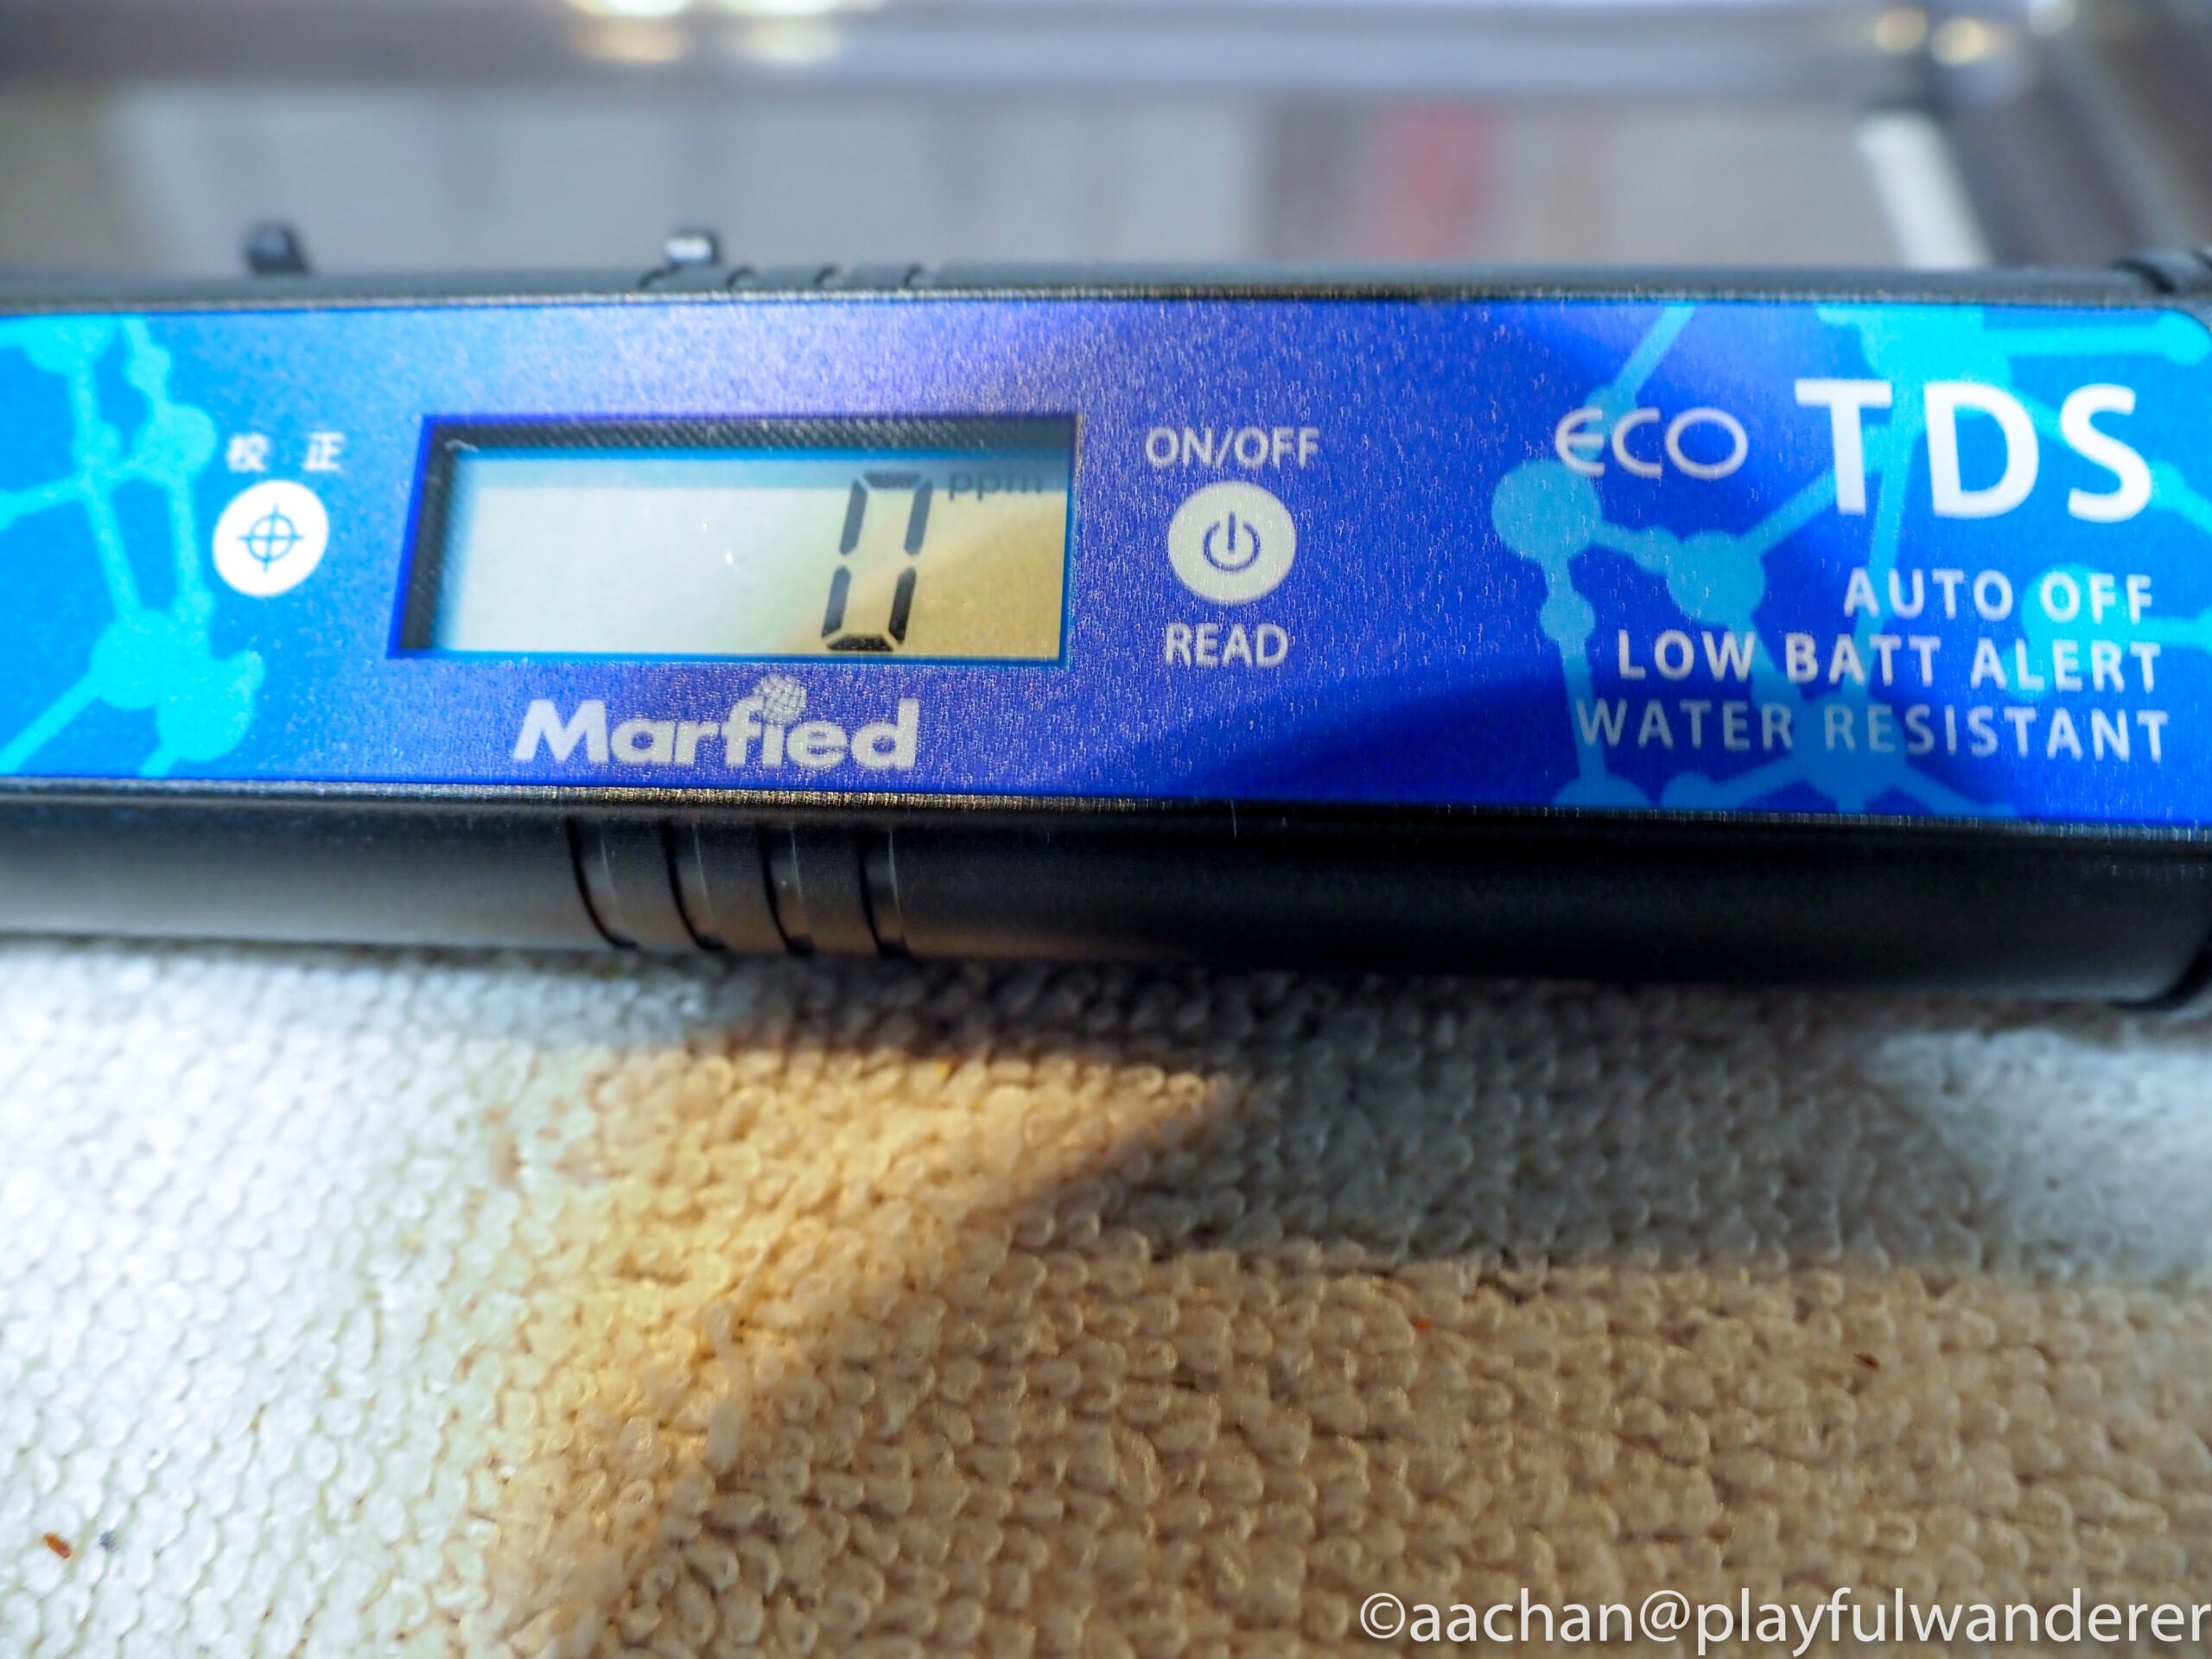 校 正
0 ppm
Marfied
ON/OFF
READ
ECO TDS
AUTO OFF
LOW BATT ALERT
WATER RESISTANT
©aachan@playfulwanderer